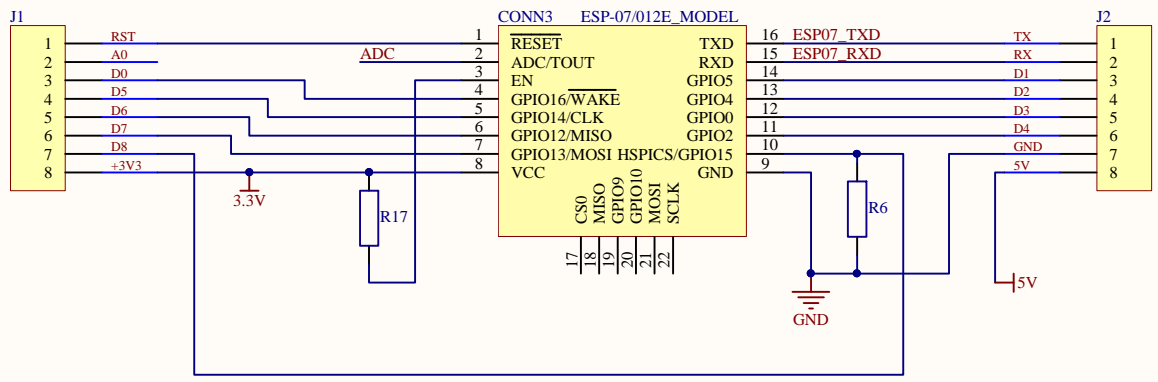 J1 CONN3 ESP-07/012E_MODEL J2
1 RST 1 RESET TXD 16 ESP07_TXD TX 1
2 A0 ADC 2 ADC/TOUT RXD 15 ESP07_RXD RX 2
3 D0 3 EN GPIO5 14 D1 3
4 D5 4 GPIO16/WAKE GPIO4 13 D2 4
5 D6 5 GPIO14/CLK GPIO0 12 D3 5
6 D7 6 GPIO12/MISO GPIO2 11 D4 6
7 D8 7 GPIO13/MOSI HSPICS/GPIO15 10 GND 7
8 +3V3 8 VCC GND 9 5V 8
3.3V
R17
CS0
MISO
GPIO9
GPIO10
MOSI
SCLK
R6
17
18
19
20
21
22
5V
GND